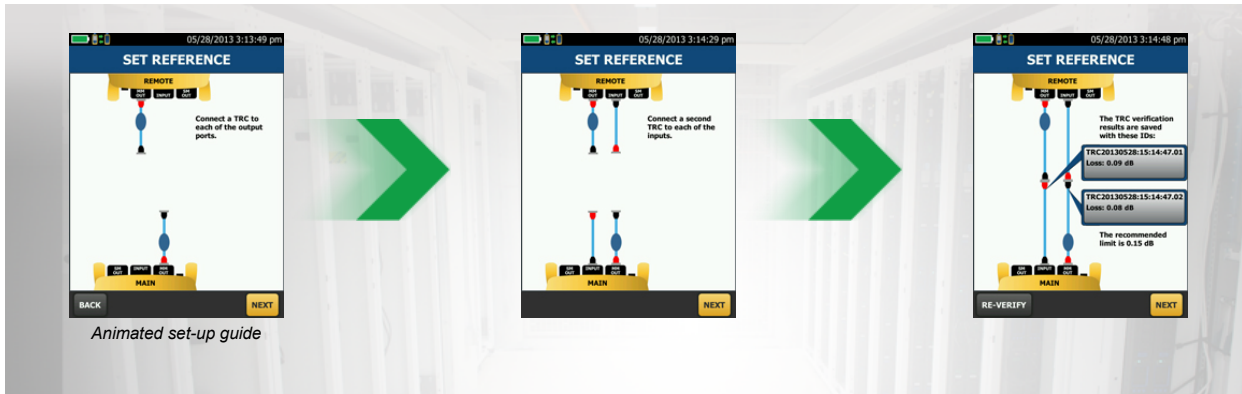 05/28/2013 3:13:49 pm
SET REFERENCE
REMOTE
MM OUT INPUT SM OUT
Connect a TRC to
each of the output
ports.
SM OUT INPUT MM OUT
MAIN
BACK NEXT
Animated set-up guide
05/28/2013 3:14:29 pm
SET REFERENCE
REMOTE
MM OUT INPUT SM OUT
Connect a second
TRC to each of the
inputs.
SM OUT INPUT MM OUT
MAIN
NEXT
05/28/2013 3:14:48 pm
SET REFERENCE
REMOTE
MM OUT INPUT SM OUT
The TRC verification
results are saved
with these IDs:
TRC20130528:15:14:47.01
Loss: 0.09 dB
TRC20130528:15:14:47.02
Loss: 0.08 dB
The recommended
limit is 0.15 dB
SM OUT INPUT MM OUT
MAIN
RE-VERIFY NEXT